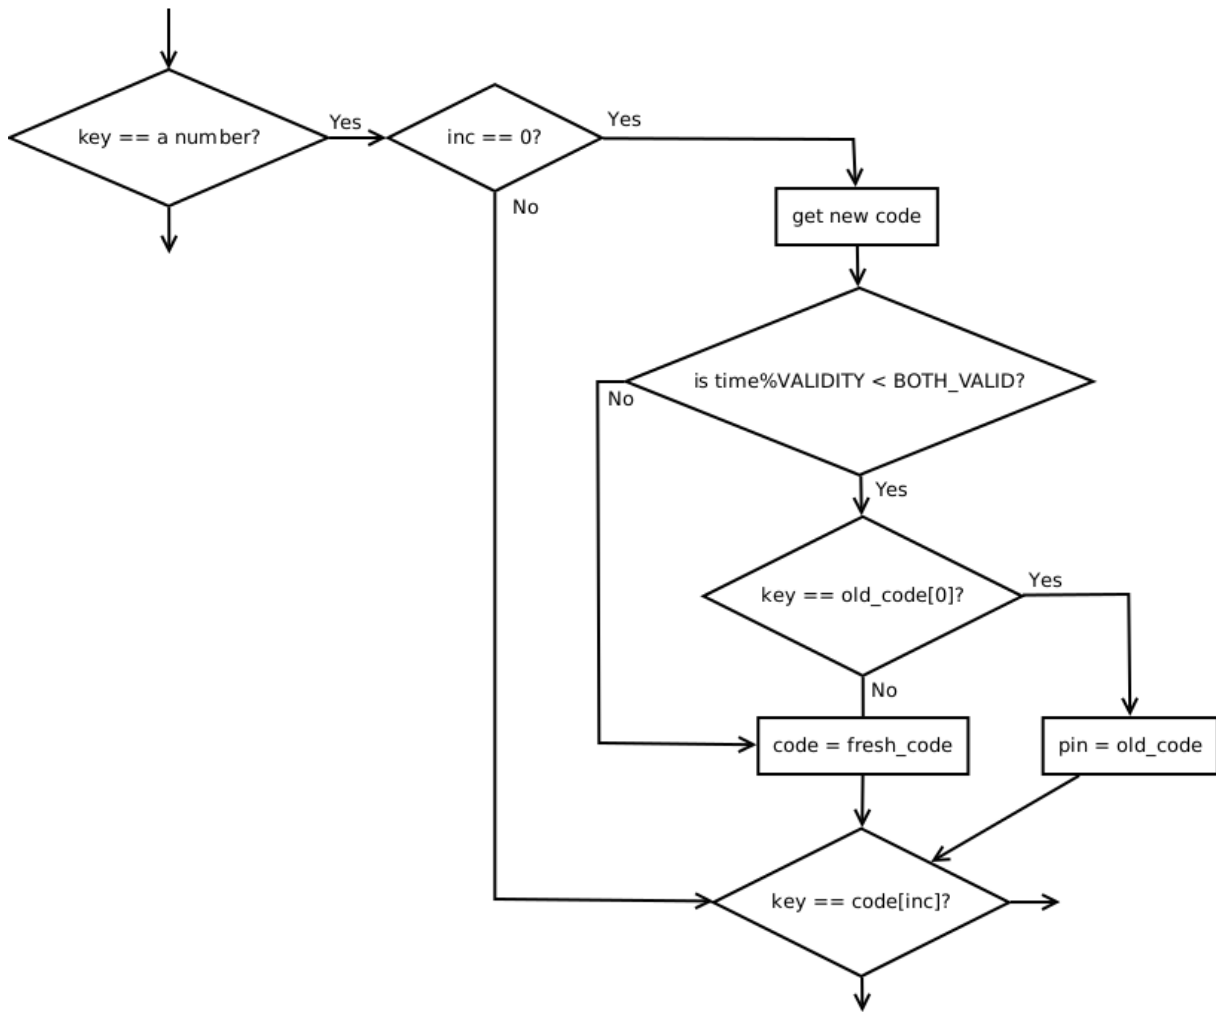 key == a number?
Yes
inc == 0?
Yes
No
get new code
is time%VALIDITY < BOTH_VALID?
No
Yes
key == old_code[0]?
Yes
No
code = fresh_code
pin = old_code
key == code[inc]?